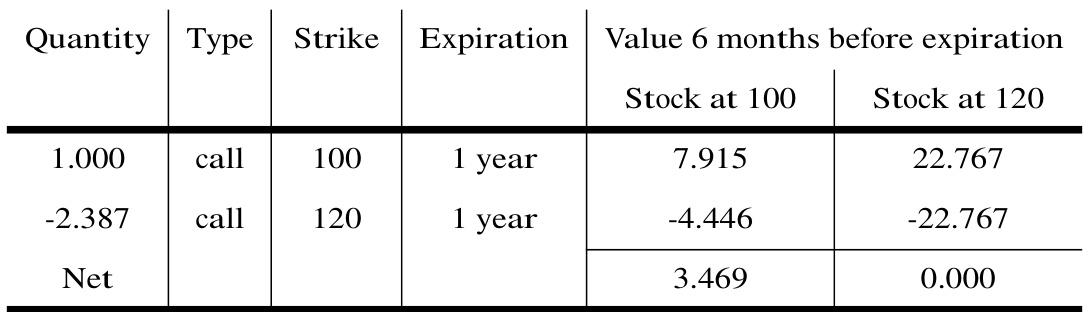 Quantity Type Strike Expiration Value 6 months before expiration
Stock at 100 Stock at 120
1.000 call 100 1 year 7.915 22.767
-2.387 call 120 1 year -4.446 -22.767
Net 3.469 0.000